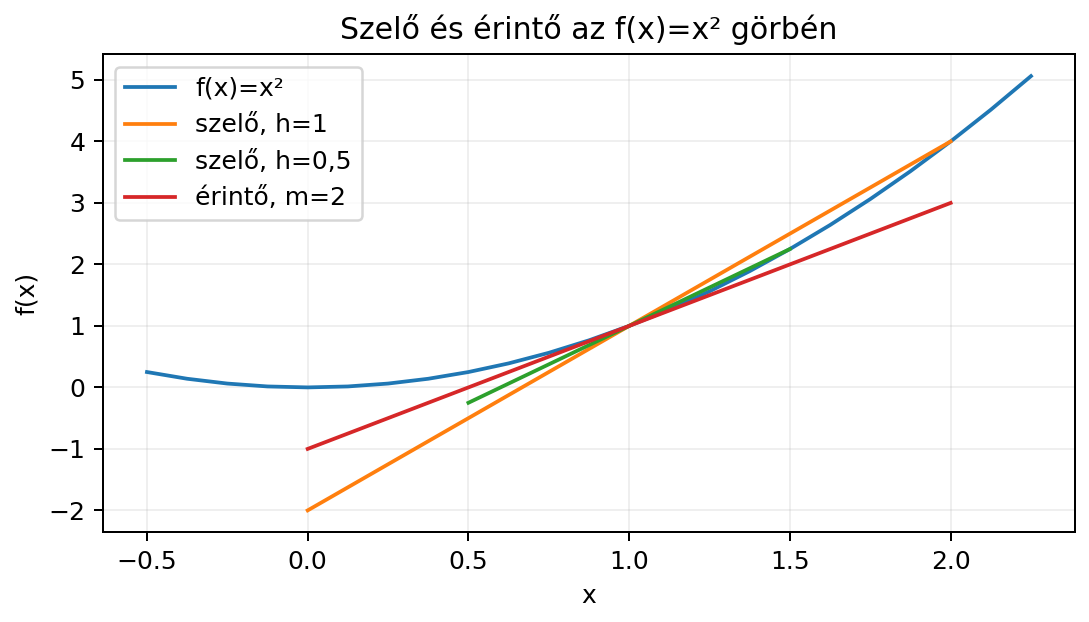 Szelő és érintő az f(x)=x² görbén
f(x)=x²
szelő, h=1
szelő, h=0,5
érintő, m=2
f(x)
5
4
3
2
1
0
−1
−2
−0.5 0.0 0.5 1.0 1.5 2.0
x